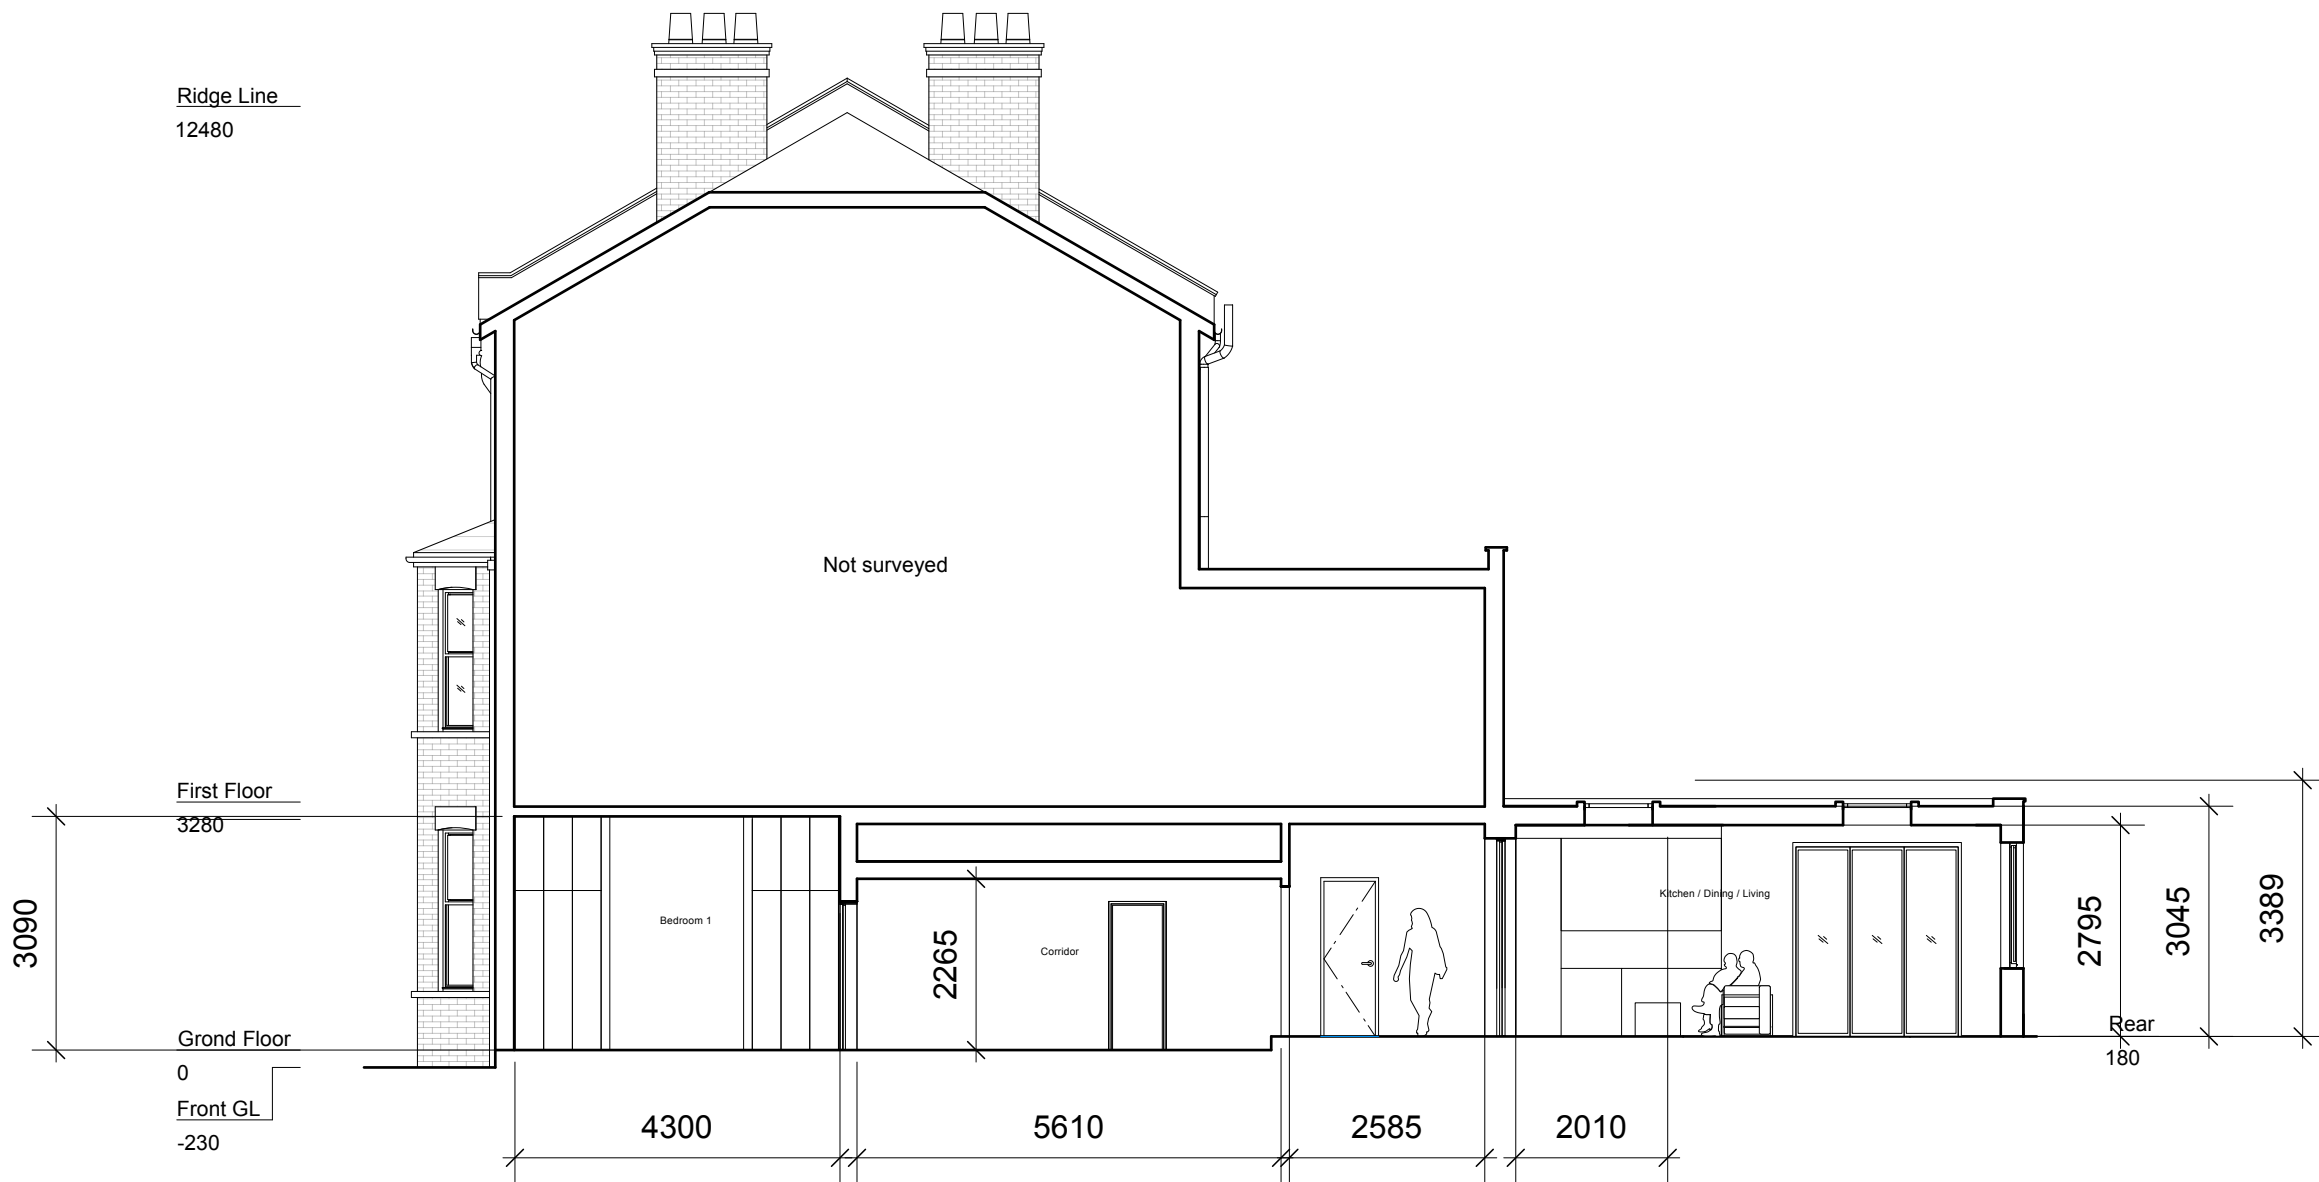 Ridge Line
12480
Not surveyed
First Floor
3280
3090
Bedroom 1
Corridor
2265
Kitchen / Dining / Living
2795
3045
3389
Grond Floor
0
Rear
180
Front GL
-230
4300
5610
2585
2010